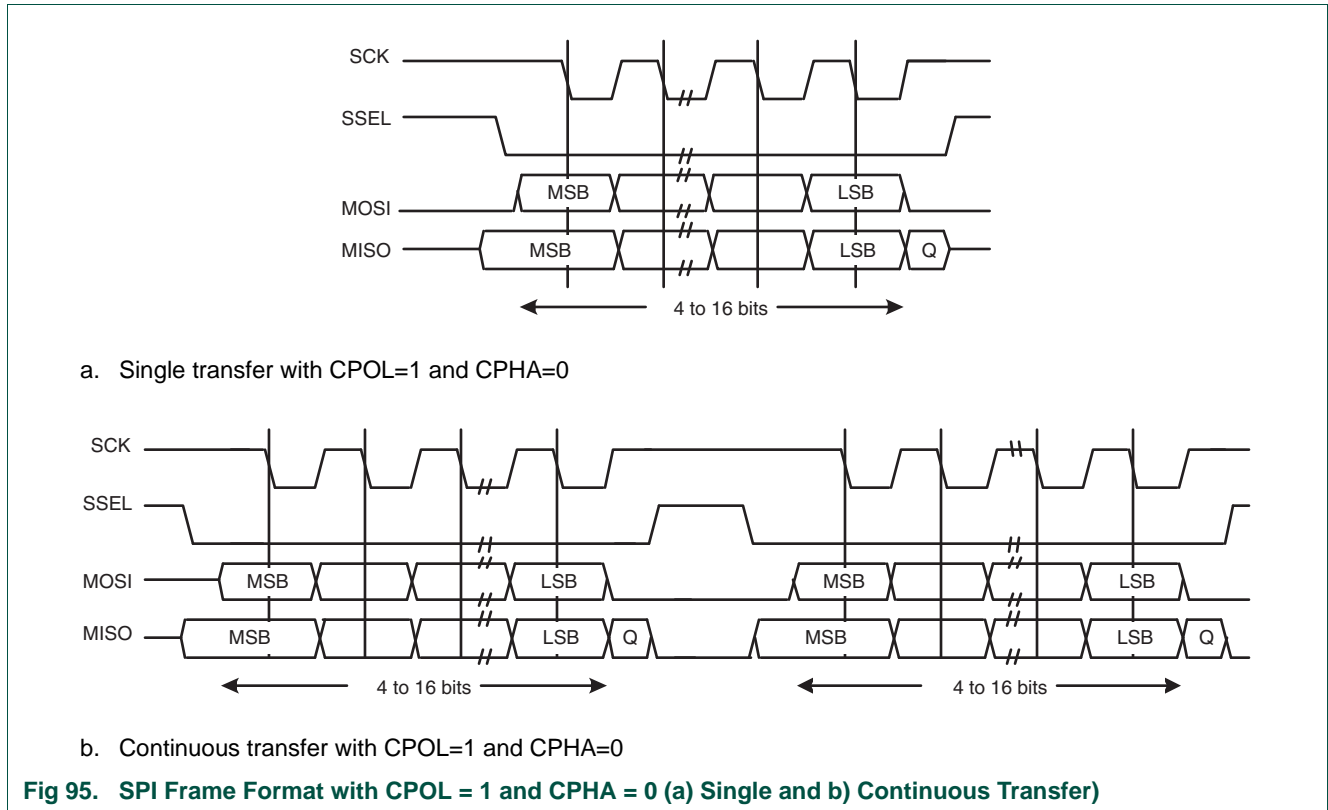 SCK
SSEL
MSB LSB
MOSI
MISO MSB LSB Q
4 to 16 bits
a. Single transfer with CPOL=1 and CPHA=0
SCK
SSEL
MOSI MSB LSB MSB LSB
MISO MSB LSB Q MSB LSB Q
4 to 16 bits 4 to 16 bits
b. Continuous transfer with CPOL=1 and CPHA=0
Fig 95. SPI Frame Format with CPOL = 1 and CPHA = 0 (a) Single and b) Continuous Transfer)